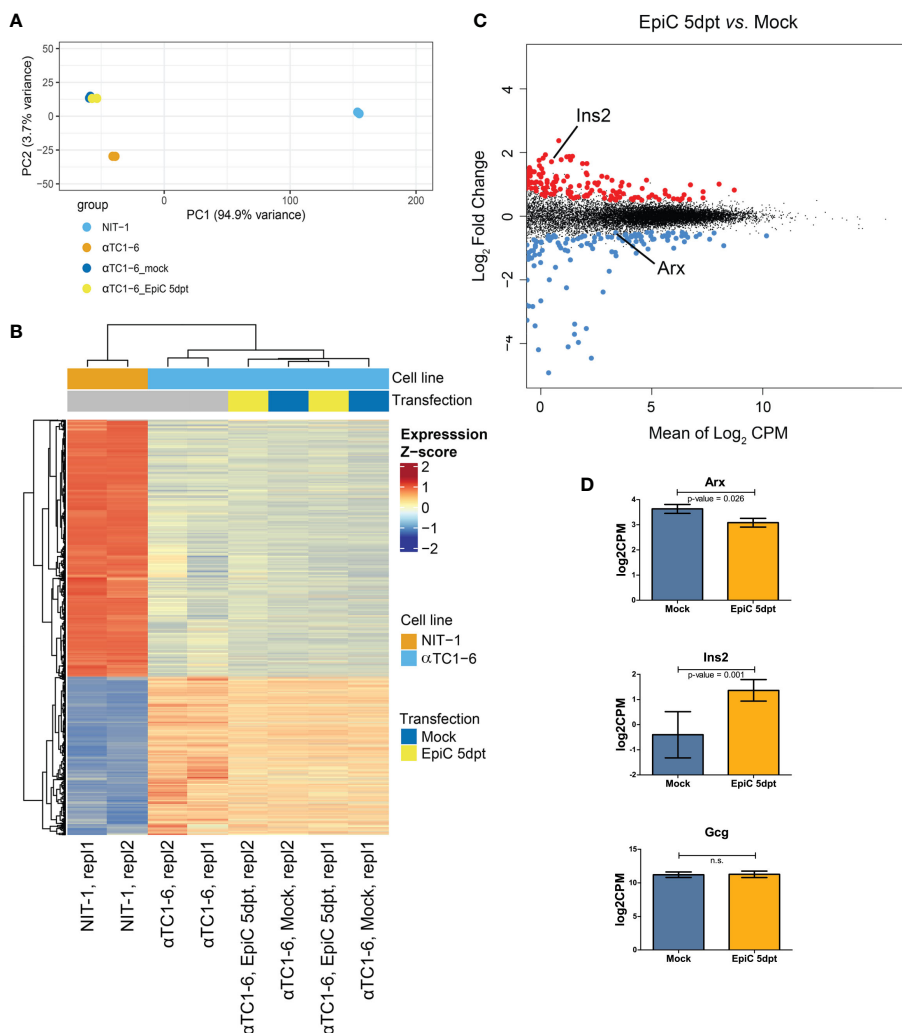 A
PC2 (3.7% variance)
50
25
0
−25
−50
0
100
200
PC1 (94.9% variance)
group
NIT−1
αTC1−6
αTC1−6_mock
αTC1−6_EpiC 5dpt
B
Cell line
Transfection
Expresssion
Z−score
2
1
0
−1
−2
Cell line
NIT−1
αTC1−6
Transfection
Mock
EpiC 5dpt
NIT−1, repl1
NIT−1, repl2
αTC1−6, repl2
αTC1−6, repl1
αTC1−6, EpiC 5dpt, repl2
αTC1−6, Mock, repl2
αTC1−6, EpiC 5dpt, repl1
αTC1−6, Mock, repl1
C
EpiC 5dpt vs. Mock
Log2 Fold Change
4
2
0
−2
−4
Ins2
Arx
0
5
10
Mean of Log2 CPM
D
Arx
p-value = 0.026
log2CPM
4
3
2
1
0
Mock
EpiC 5dpt
Ins2
p-value = 0.001
log2CPM
2
1
0
-1
-2
Mock
EpiC 5dpt
Gcg
n.s.
log2CPM
15
10
5
0
Mock
EpiC 5dpt